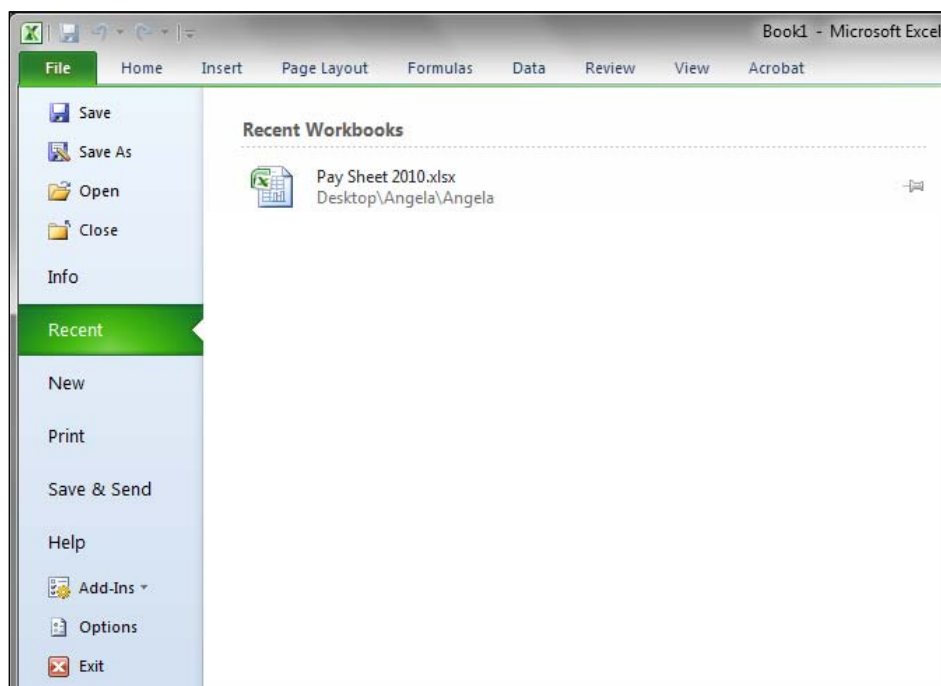 Book1 - Microsoft Excel
File Home Insert Page Layout Formulas Data Review View Acrobat
Save
Save As
Open
Close
Info
Recent
New
Print
Save & Send
Help
Add-Ins
Options
Exit
Recent Workbooks
Pay Sheet 2010.xlsx
Desktop\Angela\Angela